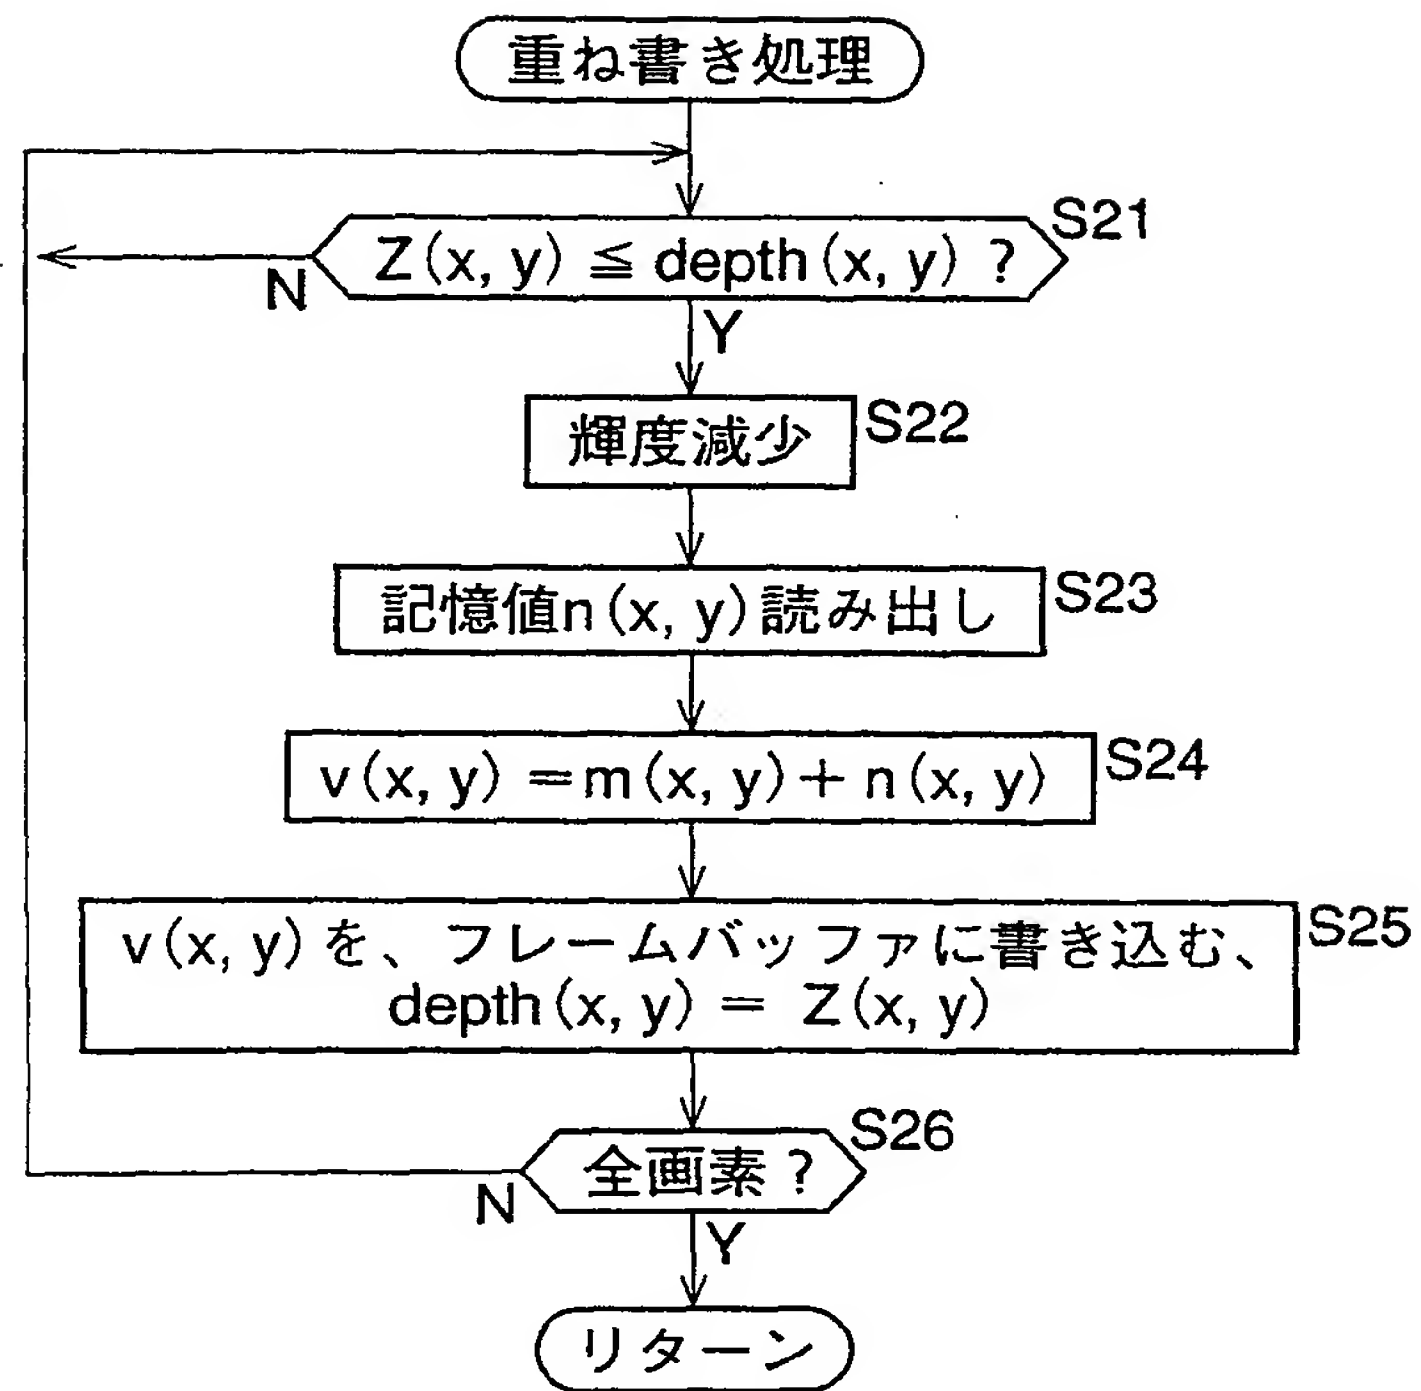 重ね書き処理
S21
Z(x, y) ≦ depth(x, y) ?
N
Y
輝度減少
S22
記憶値n(x, y)読み出し
S23
v(x, y) =m(x, y)+ n(x, y)
S24
v(x, y)を、フレームバッファに書き込む、
S25
depth(x, y) = Z(x, y)
S26
全画素?
N
Y
リターン